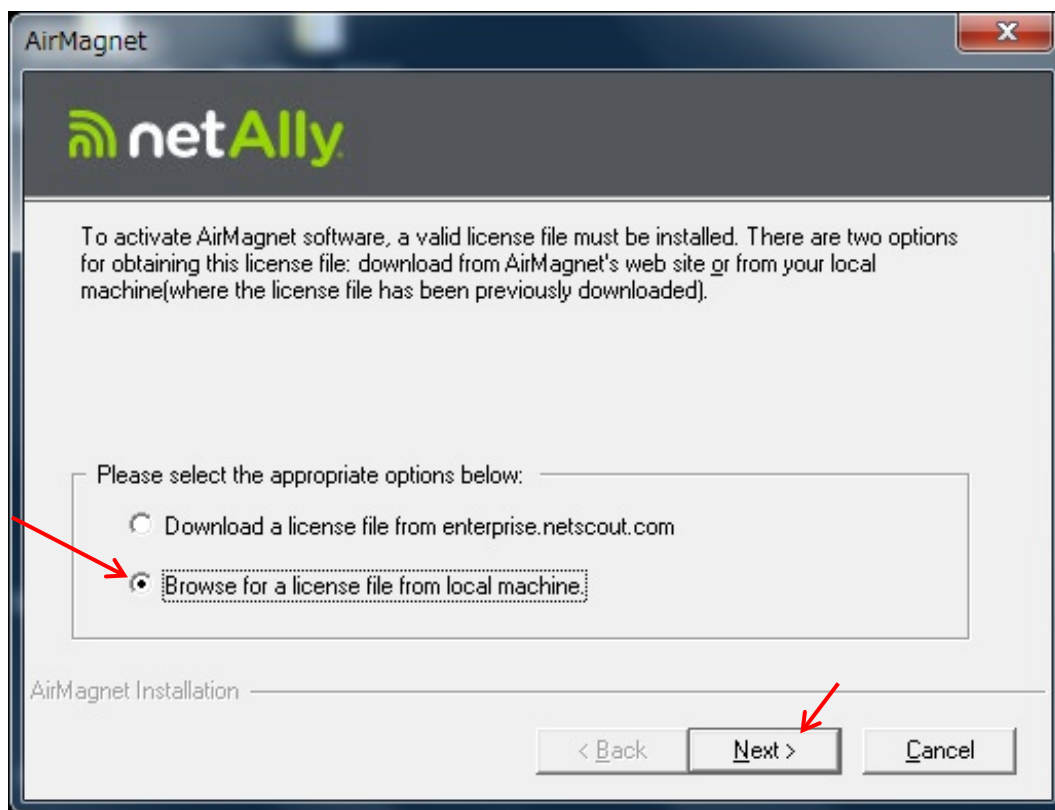 AirMagnet
netAlly
To activate AirMagnet software, a valid license file must be installed. There are two options
for obtaining this license file: download from AirMagnet's web site or from your local
machine(where the license file has been previously downloaded).
Please select the appropriate options below:
Download a license file from enterprise.netscout.com
Browse for a license file from local machine.
AirMagnet Installation
< Back
Next >
Cancel